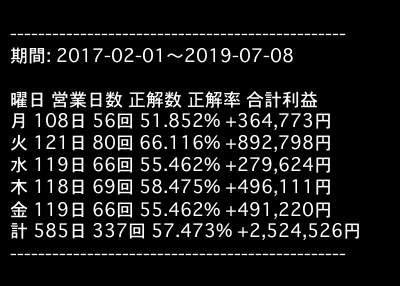 ------------------------------------------------
期間: 2017-02-01～2019-07-08
曜日 営業日数 正解数 正解率 合計利益
月 108日 56回 51.852% +364,773円
火 121日 80回 66.116% +892,798円
水 119日 66回 55.462% +279,624円
木 118日 69回 58.475% +496,111円
金 119日 66回 55.462% +491,220円
計 585日 337回 57.473% +2,524,526円
------------------------------------------------